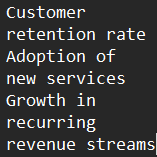 Customer
retention rate
Adoption of
new services
Growth in
recurring
revenue streams